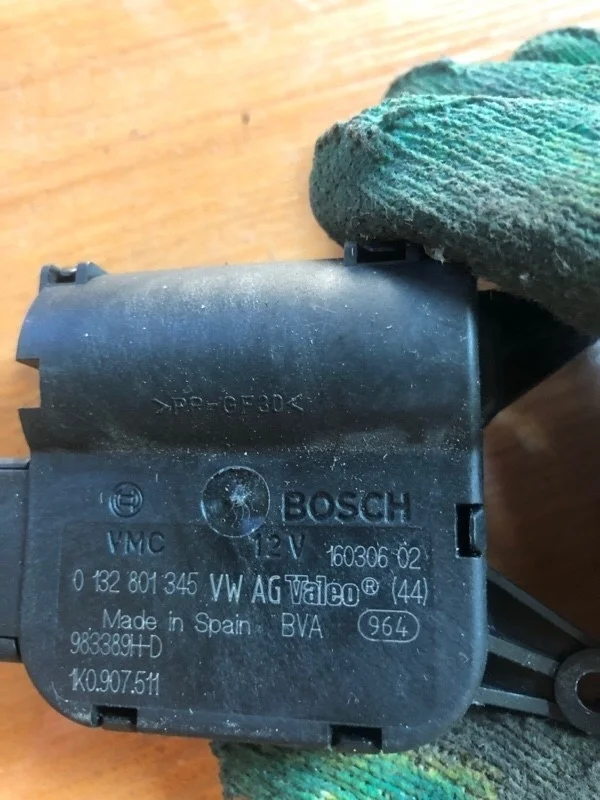 >PP-GF30<
BOSCH
VMC 12V 160306 02
0 132 801 345 VW AG Valeo® (44)
Made in Spain BVA 964
983389H-D
1K0.907.511